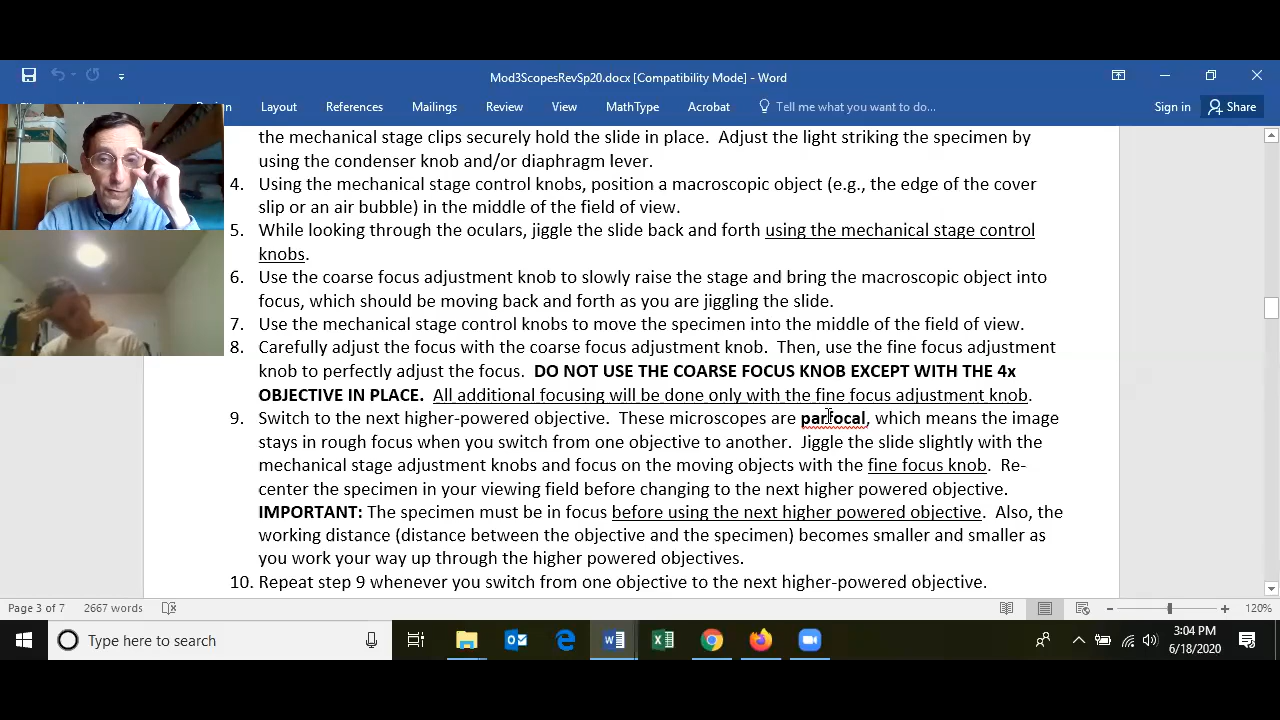 Mod3ScopesRevSp20.docx [Compatibility Mode] - Word
Layout References Mailings Review View MathType Acrobat Tell me what you want to do... Sign in Share
the mechanical stage clips securely hold the slide in place. Adjust the light striking the specimen by
using the condenser knob and/or diaphragm lever.
4. Using the mechanical stage control knobs, position a macroscopic object (e.g., the edge of the cover
slip or an air bubble) in the middle of the field of view.
5. While looking through the oculars, jiggle the slide back and forth using the mechanical stage control
knobs.
6. Use the coarse focus adjustment knob to slowly raise the stage and bring the macroscopic object into
focus, which should be moving back and forth as you are jiggling the slide.
7. Use the mechanical stage control knobs to move the specimen into the middle of the field of view.
8. Carefully adjust the focus with the coarse focus adjustment knob. Then, use the fine focus adjustment
knob to perfectly adjust the focus. DO NOT USE THE COARSE FOCUS KNOB EXCEPT WITH THE 4x
OBJECTIVE IN PLACE. All additional focusing will be done only with the fine focus adjustment knob.
9. Switch to the next higher-powered objective. These microscopes are parfocal, which means the image
stays in rough focus when you switch from one objective to another. Jiggle the slide slightly with the
mechanical stage adjustment knobs and focus on the moving objects with the fine focus knob. Re-
center the specimen in your viewing field before changing to the next higher powered objective.
IMPORTANT: The specimen must be in focus before using the next higher powered objective. Also, the
working distance (distance between the objective and the specimen) becomes smaller and smaller as
you work your way up through the higher powered objectives.
10. Repeat step 9 whenever you switch from one objective to the next higher-powered objective.
Page 3 of 7 2667 words 120%
Type here to search
3:04 PM
6/18/2020